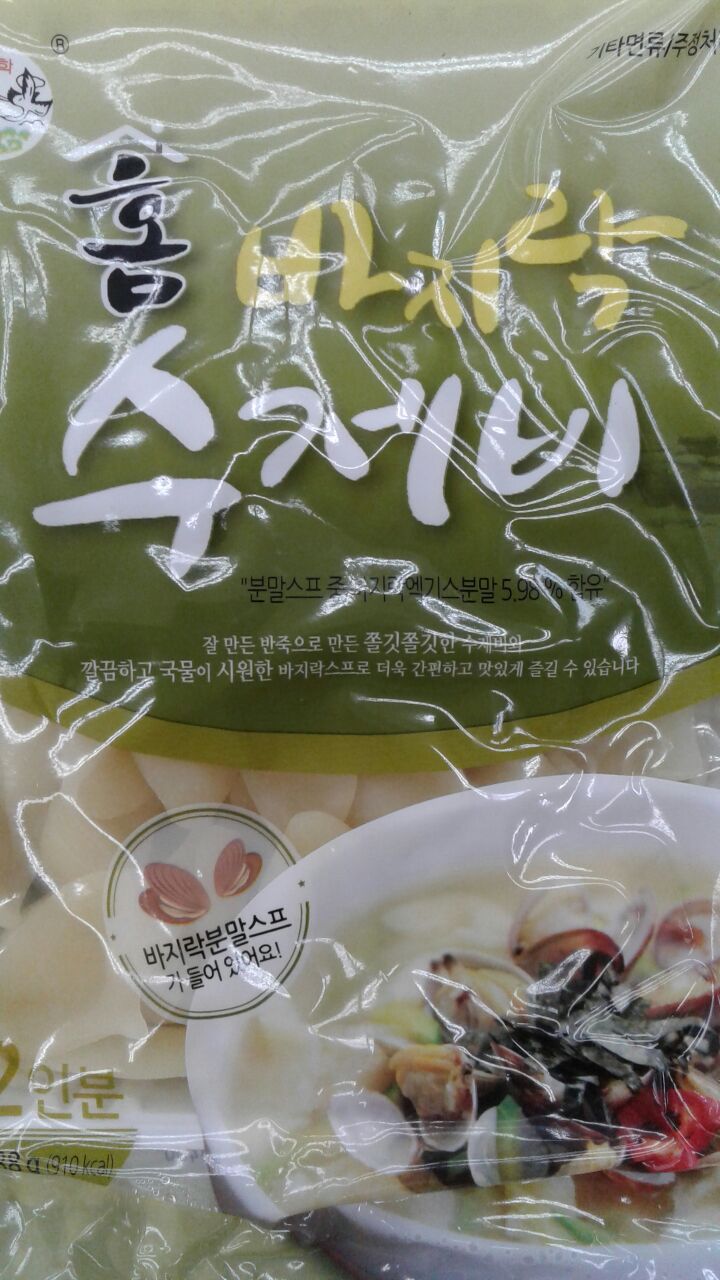 ®
기타면류/주정처
학
홈 바지락
수제비
"분말스프 중 바지락엑기스분말 5.98 % 함유"
잘 만든 반죽으로 만든 쫄깃쫄깃한 수제비와
깔끔하고 국물이 시원한 바지락스프로 더욱 간편하고 맛있게 즐길 수 있습니다
바지락분말스프
가 들어 있어요!
2인분
38 g (910 kcal)